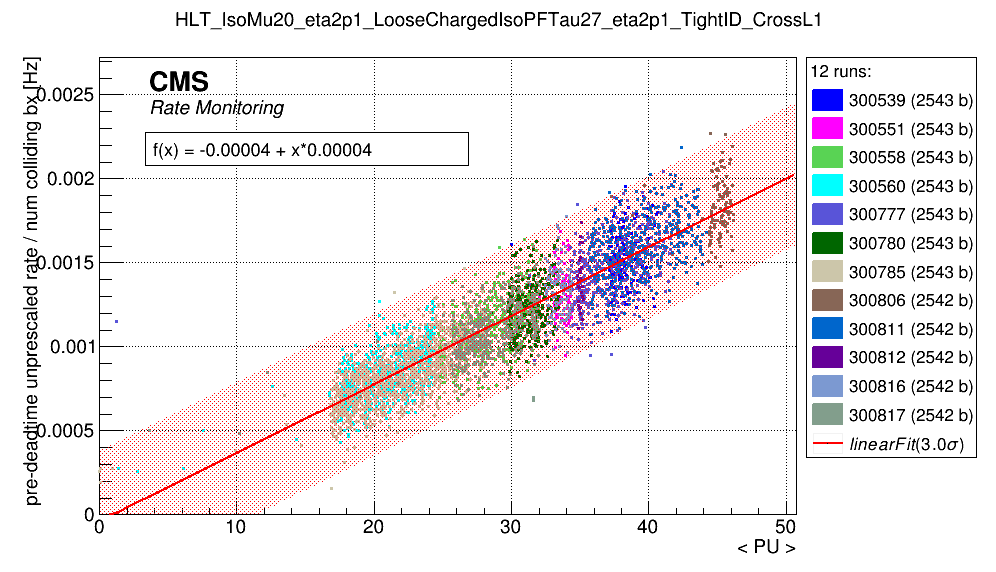 HLT_IsoMu20_eta2p1_LooseChargedIsoPFTau27_eta2p1_TightID_CrossL1
pre-deadtime unprescaled rate / num colliding bx [Hz]
CMS
Rate Monitoring
f(x) = -0.00004 + x*0.00004
0.0025
0.002
0.0015
0.001
0.0005
0
0 10 20 30 40 50
< PU >
12 runs:
300539 (2543 b)
300551 (2543 b)
300558 (2543 b)
300560 (2543 b)
300777 (2543 b)
300780 (2543 b)
300785 (2543 b)
300806 (2542 b)
300811 (2542 b)
300812 (2542 b)
300816 (2542 b)
300817 (2542 b)
linearFit(3.0σ)